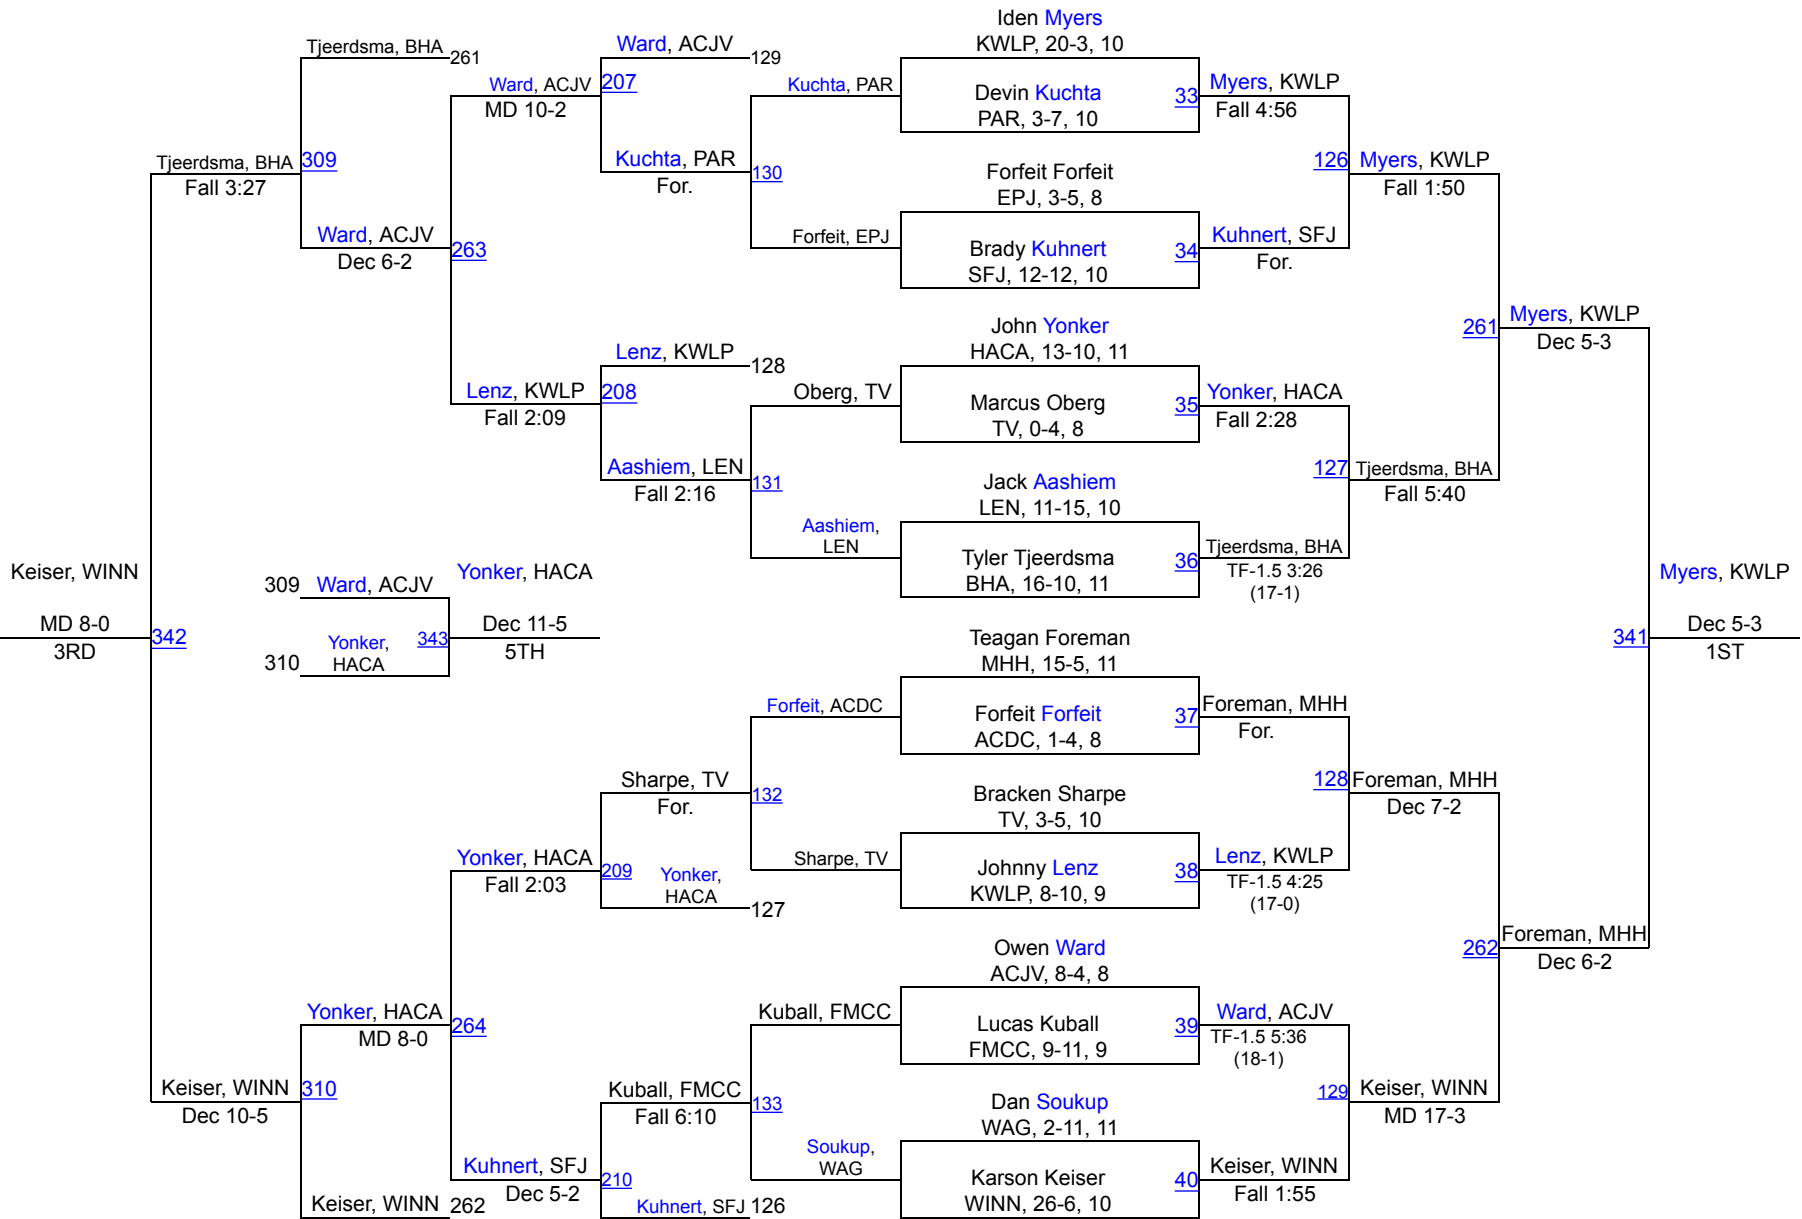 Iden Myers
KWLP, 20-3, 10
Devin Kuchta
PAR, 3-7, 10
33
Forfeit Forfeit
EPJ, 3-5, 8
Brady Kuhnert
SFJ, 12-12, 10
34
John Yonker
HACA, 13-10, 11
Marcus Oberg
TV, 0-4, 8
35
Jack Aashiem
LEN, 11-15, 10
Tyler Tjeerdsma
BHA, 16-10, 11
36
Teagan Foreman
MHH, 15-5, 11
Forfeit Forfeit
ACDC, 1-4, 8
37
Bracken Sharpe
TV, 3-5, 10
Johnny Lenz
KWLP, 8-10, 9
38
Owen Ward
ACJV, 8-4, 8
Lucas Kuball
FMCC, 9-11, 9
39
Dan Soukup
WAG, 2-11, 11
Karson Keiser
WINN, 26-6, 10
40
Myers, KWLP
Fall 4:56
126
Kuhnert, SFJ
For.
Yonker, HACA
Fall 2:28
127
Tjeerdsma, BHA
TF-1.5 3:26
(17-1)
Foreman, MHH
For.
128
Lenz, KWLP
TF-1.5 4:25
(17-0)
Ward, ACJV
TF-1.5 5:36
(18-1)
129
Keiser, WINN
Fall 1:55
Myers, KWLP
Fall 1:50
261
Tjeerdsma, BHA
Fall 5:40
Foreman, MHH
Dec 7-2
262
Keiser, WINN
MD 17-3
Myers, KWLP
Dec 5-3
341
Foreman, MHH
Dec 6-2
Myers, KWLP
Dec 5-3
1ST
Kuchta, PAR
130
Forfeit, EPJ
Oberg, TV
131
Aashiem,
LEN
Forfeit, ACDC
132
Sharpe, TV
Kuball, FMCC
133
Soukup,
WAG
Ward, ACJV
129
207
Kuchta, PAR
For.
Lenz, KWLP
128
208
Aashiem, LEN
Fall 2:16
Sharpe, TV
For.
209
Yonker,
HACA
127
Kuball, FMCC
Fall 6:10
210
Kuhnert, SFJ
126
Ward, ACJV
MD 10-2
263
Lenz, KWLP
Fall 2:09
Yonker, HACA
Fall 2:03
264
Kuhnert, SFJ
Dec 5-2
Tjeerdsma, BHA
261
309
Ward, ACJV
Dec 6-2
Yonker, HACA
MD 8-0
310
Keiser, WINN
262
Tjeerdsma, BHA
Fall 3:27
342
Keiser, WINN
Dec 10-5
Keiser, WINN
MD 8-0
3RD
309
Ward, ACJV
343
310
Yonker,
HACA
Yonker, HACA
Dec 11-5
5TH